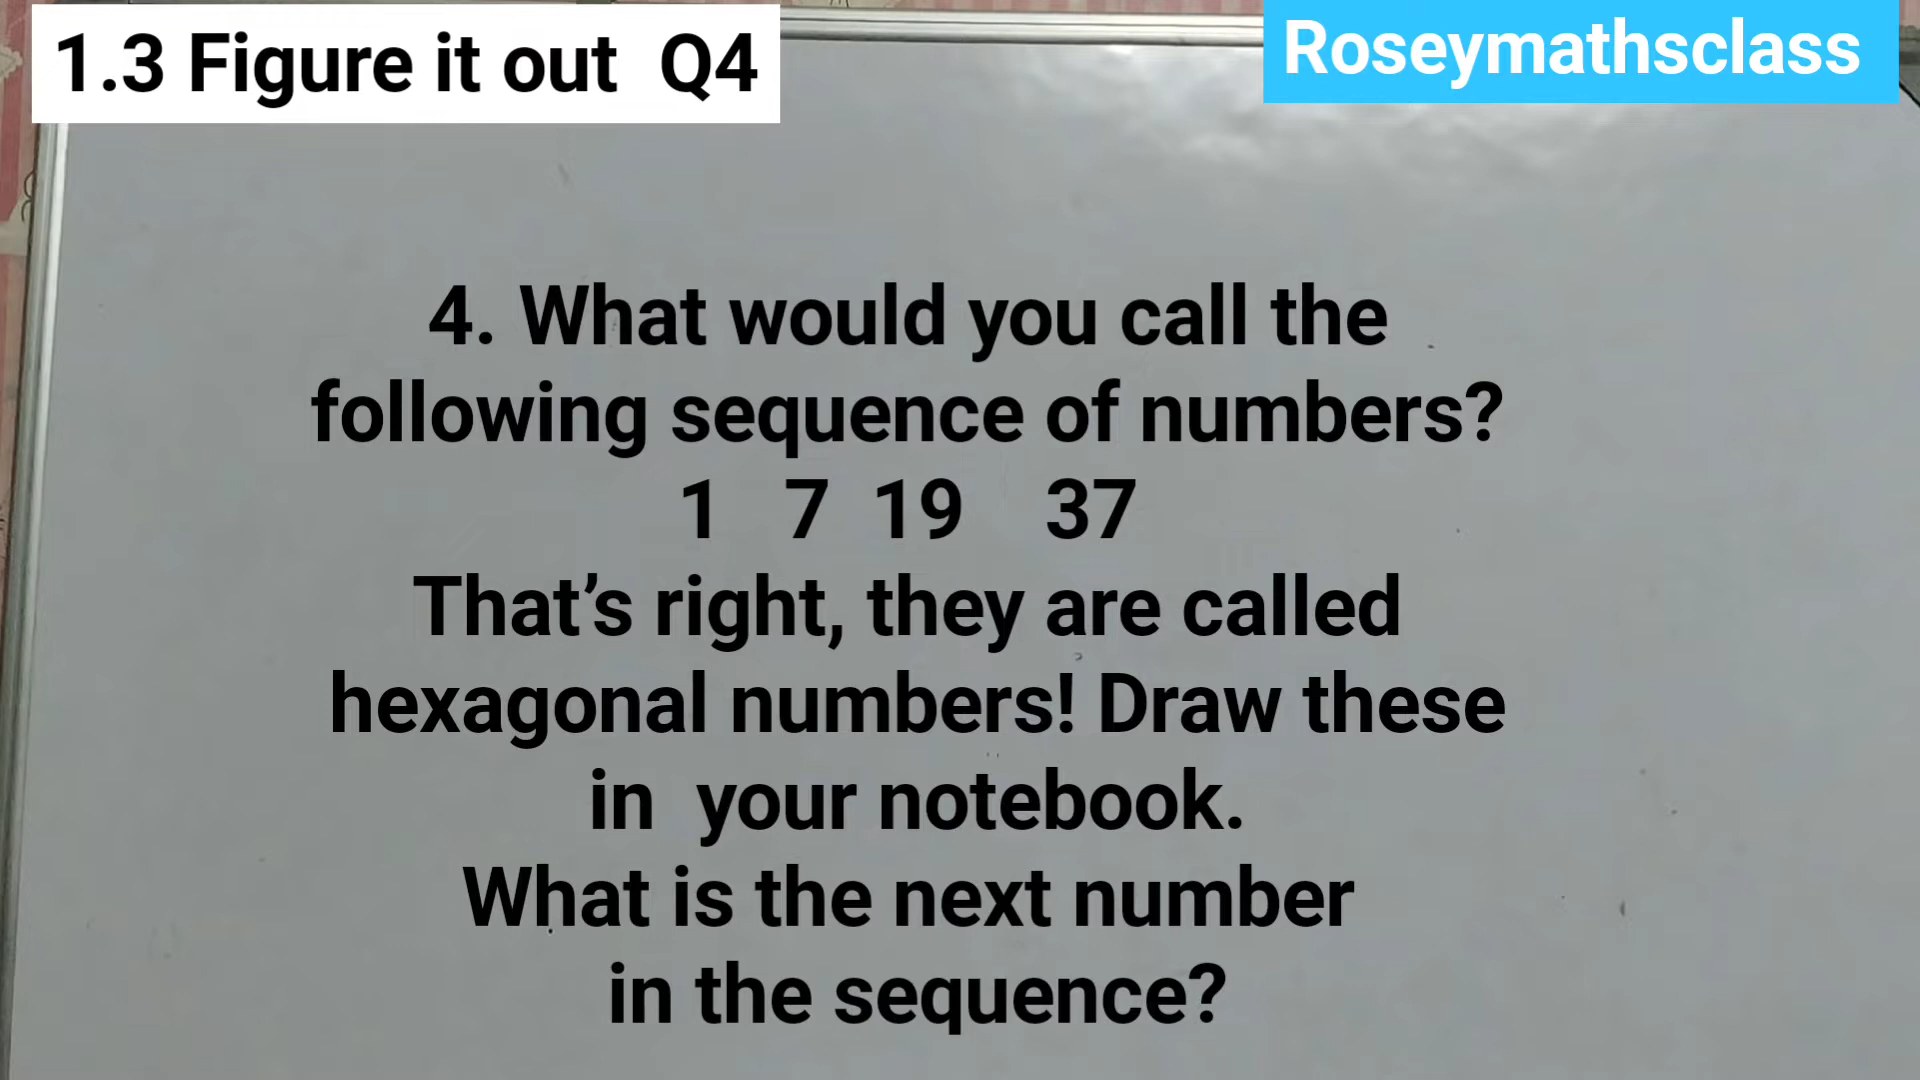 1.3 Figure it out Q4
Roseymathsclass
4. What would you call the
following sequence of numbers?
1 7 19 37
That’s right, they are called
hexagonal numbers! Draw these
in your notebook.
What is the next number
in the sequence?